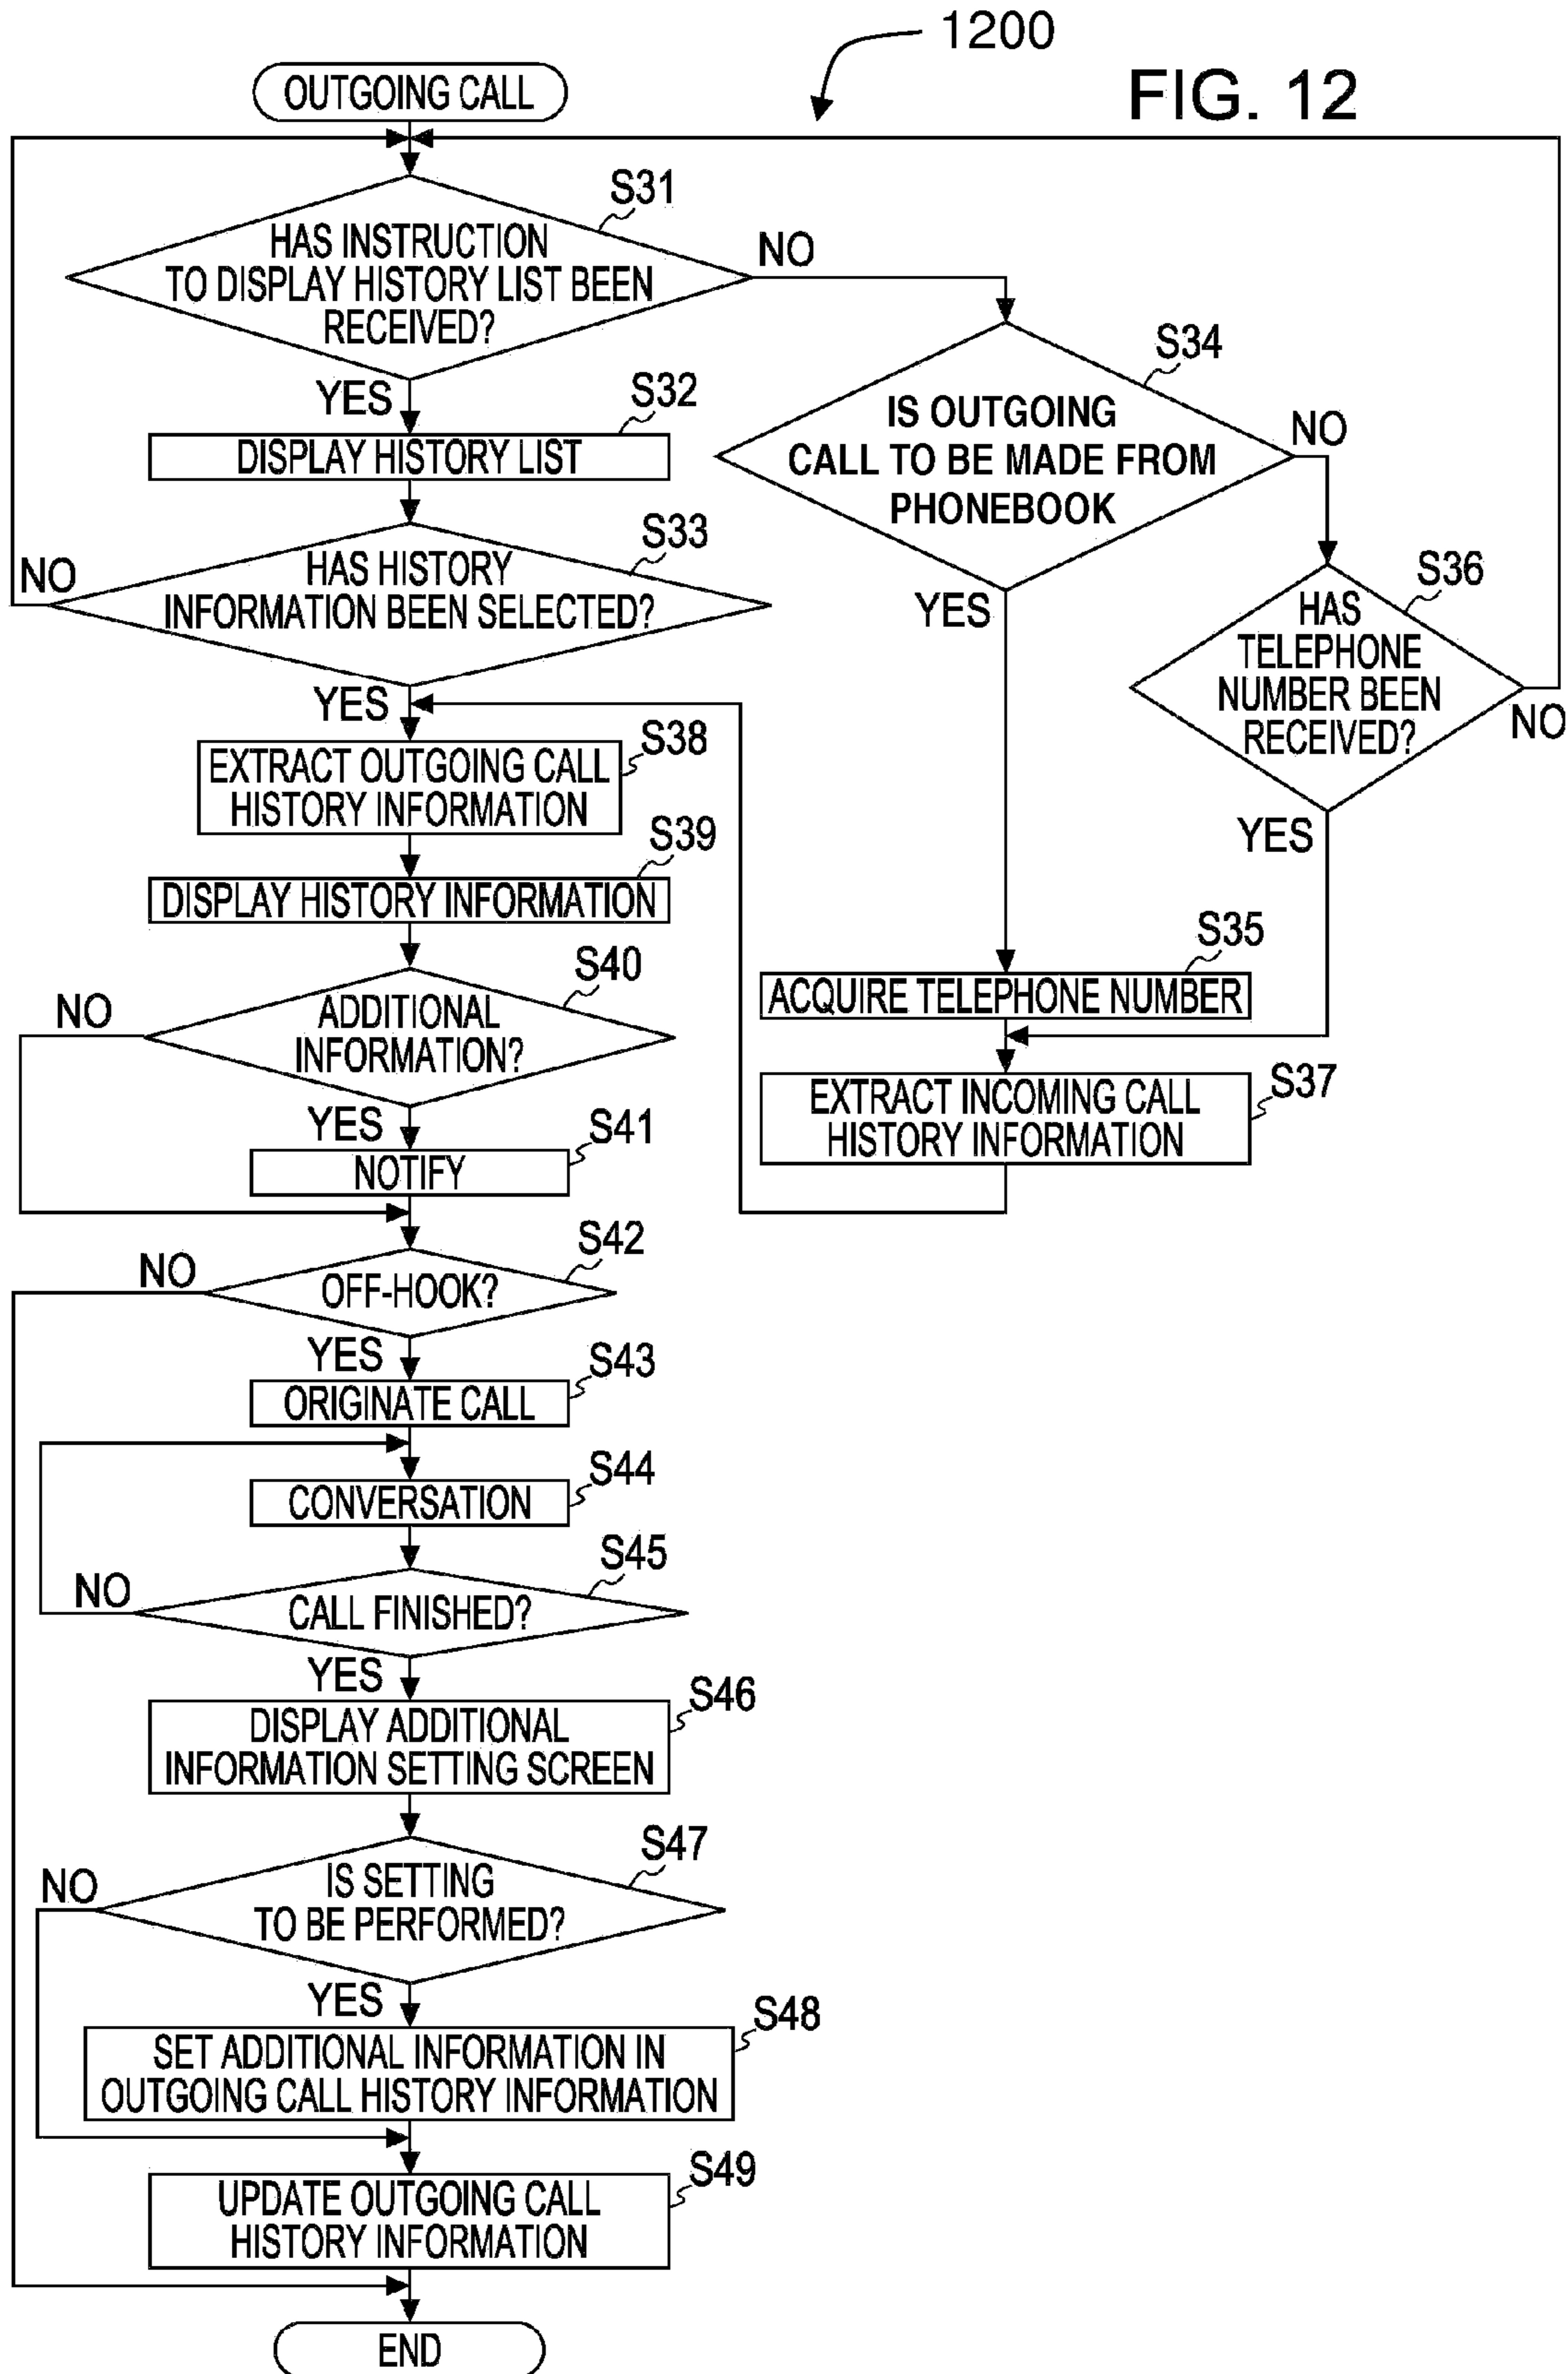 1200
FIG. 12
OUTGOING CALL
S31
HAS INSTRUCTION
TO DISPLAY HISTORY LIST BEEN
RECEIVED?
NO
YES
S32
DISPLAY HISTORY LIST
S33
HAS HISTORY
INFORMATION BEEN SELECTED?
NO
YES
S34
IS OUTGOING
CALL TO BE MADE FROM
PHONEBOOK
NO
YES
S36
HAS
TELEPHONE
NUMBER BEEN
RECEIVED?
NO
YES
S35
ACQUIRE TELEPHONE NUMBER
S37
EXTRACT INCOMING CALL
HISTORY INFORMATION
S38
EXTRACT OUTGOING CALL
HISTORY INFORMATION
S39
DISPLAY HISTORY INFORMATION
S40
ADDITIONAL
INFORMATION?
NO
YES
S41
NOTIFY
S42
OFF-HOOK?
NO
YES
S43
ORIGINATE CALL
S44
CONVERSATION
S45
CALL FINISHED?
NO
YES
S46
DISPLAY ADDITIONAL
INFORMATION SETTING SCREEN
S47
IS SETTING
TO BE PERFORMED?
NO
YES
S48
SET ADDITIONAL INFORMATION IN
OUTGOING CALL HISTORY INFORMATION
S49
UPDATE OUTGOING CALL
HISTORY INFORMATION
END